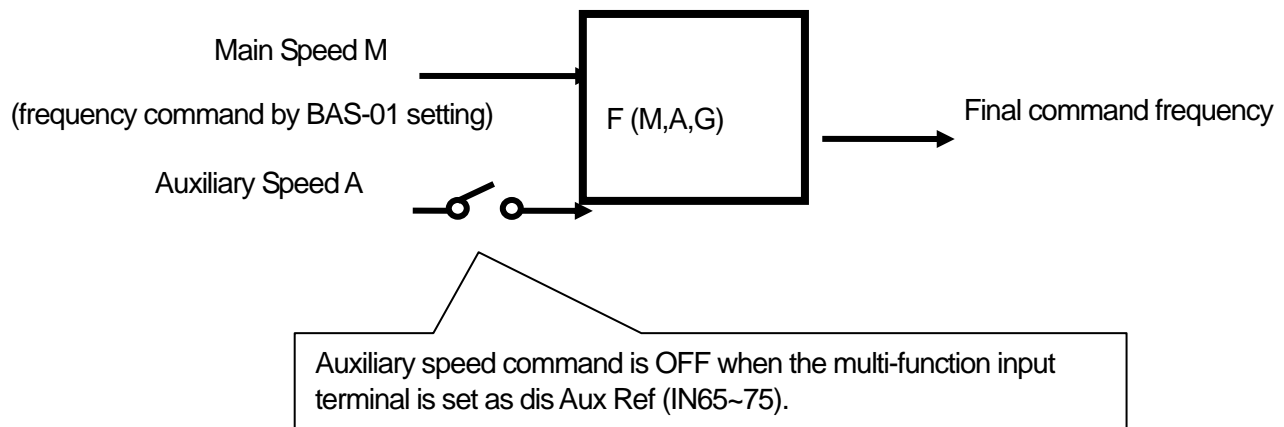 Main Speed M
(frequency command by BAS-01 setting)
F (M,A,G)
Final command frequency
Auxiliary Speed A
Auxiliary speed command is OFF when the multi-function input
terminal is set as dis Aux Ref (IN65~75).